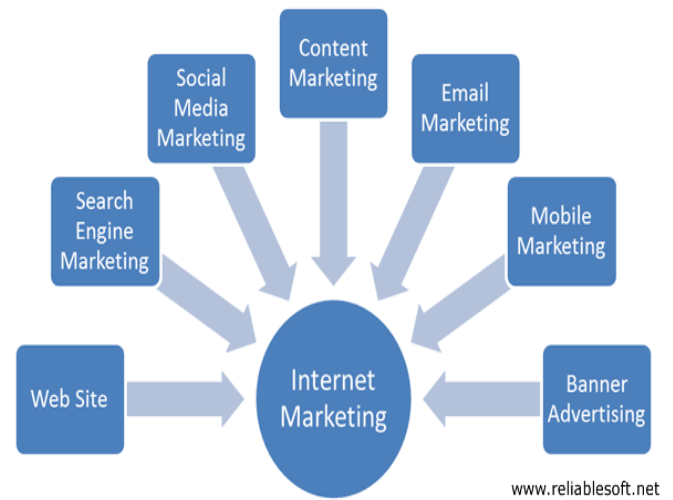 Content
Marketing
Social
Media
Marketing
Email
Marketing
Search
Engine
Marketing
Mobile
Marketing
Web Site
Internet
Marketing
Banner
Advertising
www.reliablesoft.net